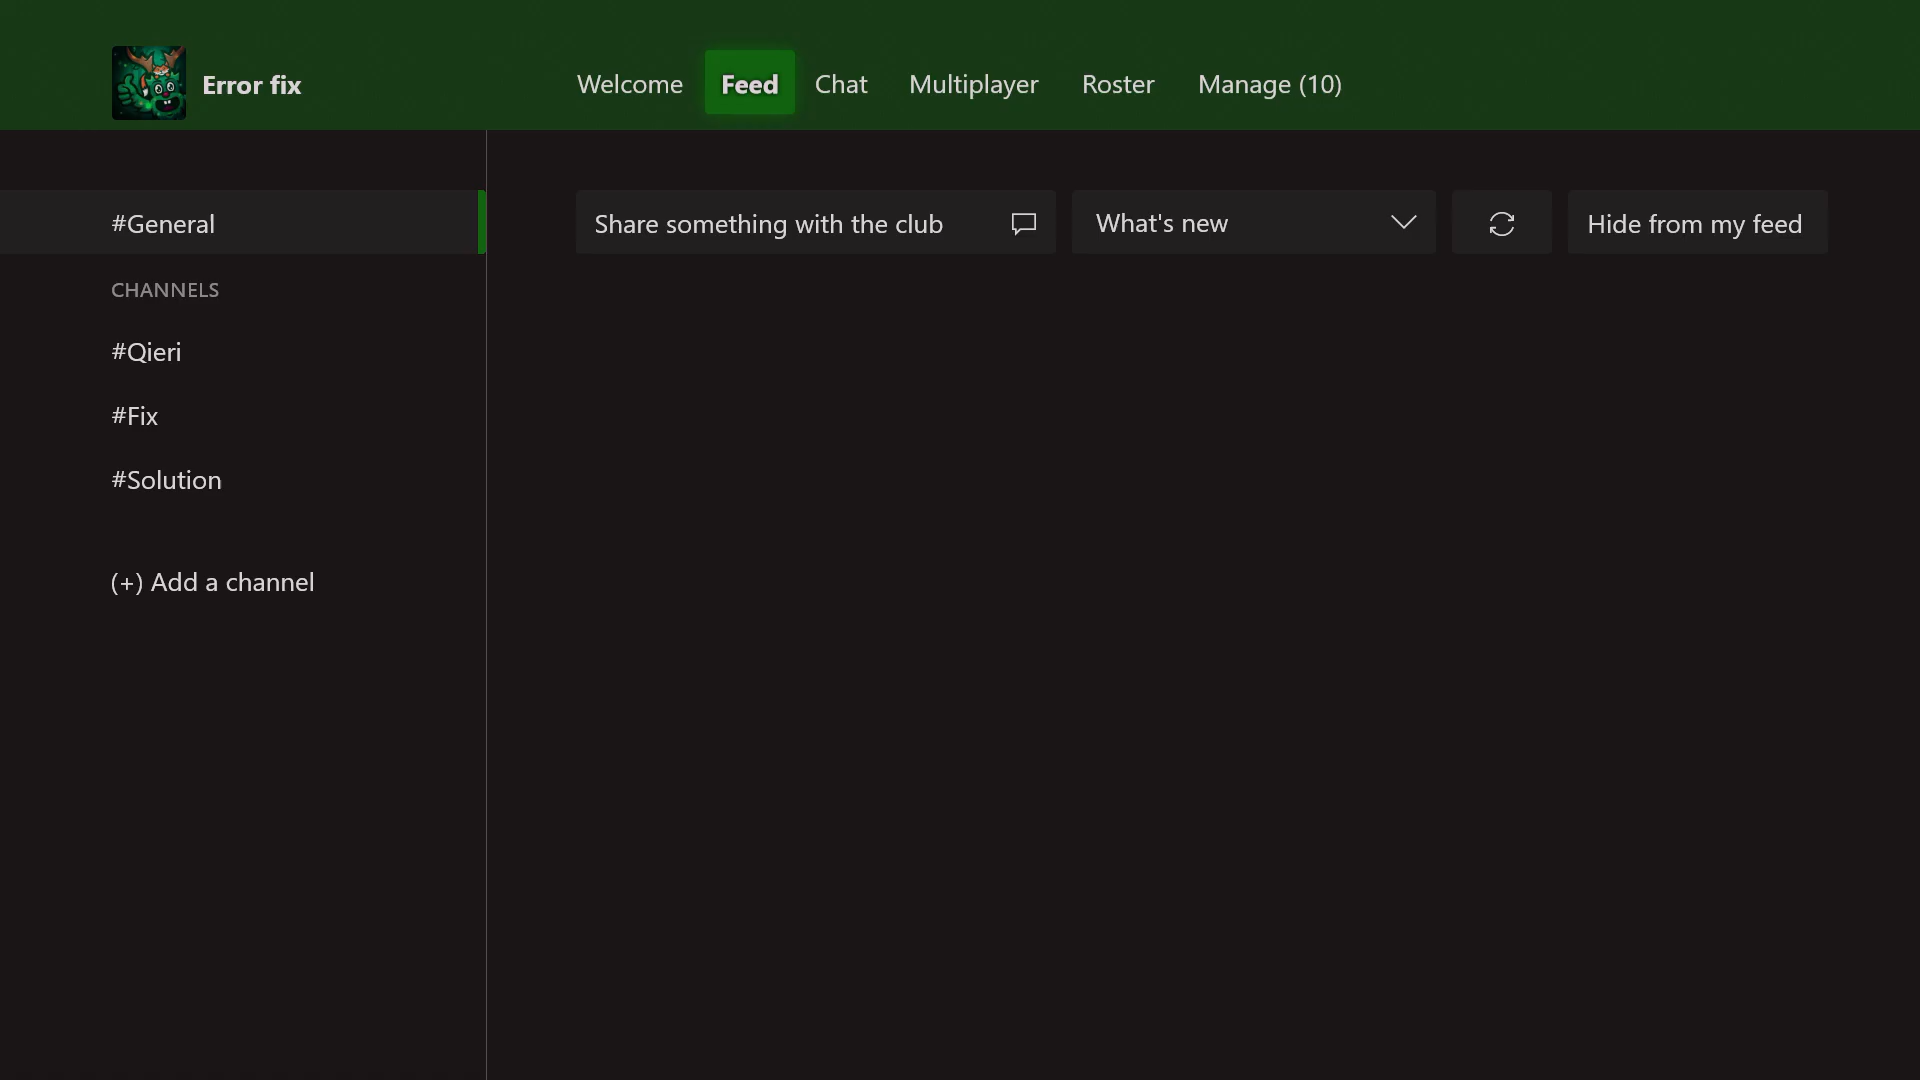 Error fix
Welcome
Feed
Chat
Multiplayer
Roster
Manage (10)
#General
CHANNELS
#Qieri
#Fix
#Solution
(+) Add a channel
Share something with the club
What's new
Hide from my feed